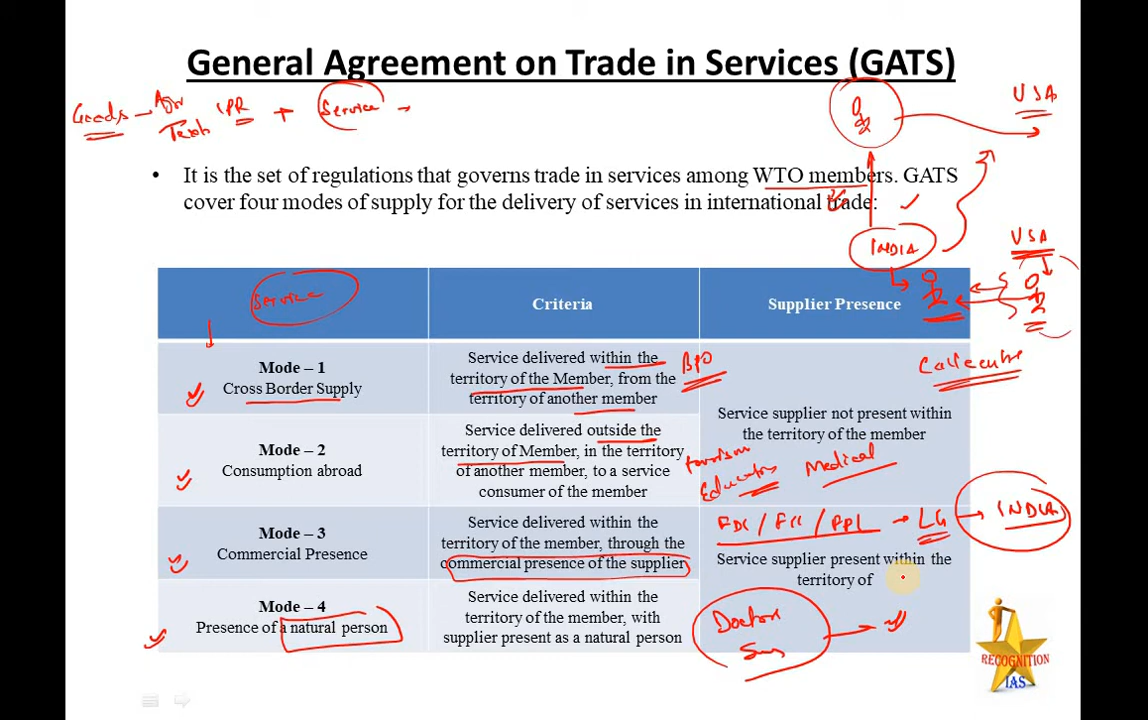 General Agreement on Trade in Services (GATS)
Goods
IPR + Service
USA
It is the set of regulations that governs trade in services among WTO members. GATS
cover four modes of supply for the delivery of services in international trade:
INDIA
USA
Service
Criteria
Supplier Presence
Mode – 1
Cross Border Supply
Service delivered within the
territory of the Member, from the
territory of another member
BPO
Service supplier not present within
the territory of the member
Mode – 2
Consumption abroad
Service delivered outside the
territory of Member, in the territory
of another member, to a service
consumer of the member
tourism
Medical
Mode – 3
Commercial Presence
Service delivered within the
territory of the member, through the
commercial presence of the supplier
LG
INDIA
Service supplier present within the
territory of
Mode – 4
Presence of a natural person
Service delivered within the
territory of the member, with
supplier present as a natural person
Doctor
RECOGNITION
IAS